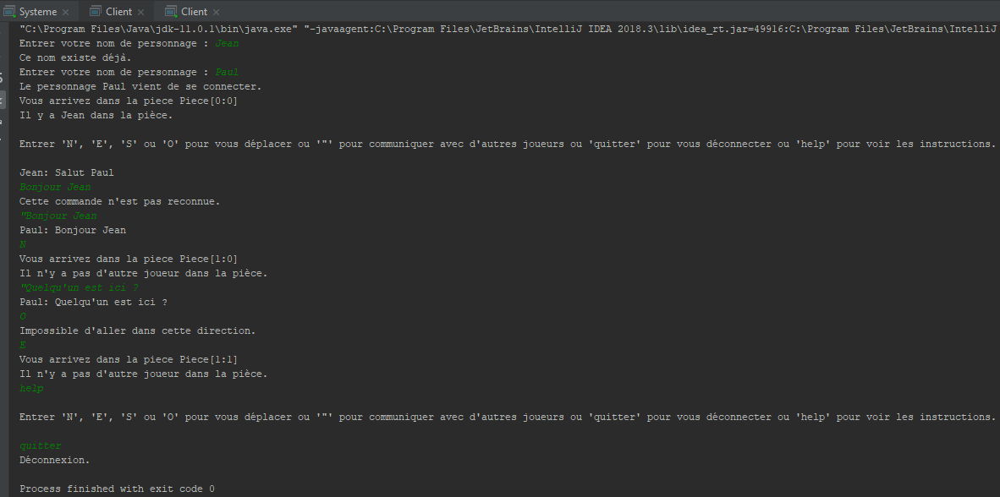 Systeme × Client × Client ×
"C:\Program Files\Java\jdk-11.0.1\bin\java.exe" "-javaagent:C:\Program Files\JetBrains\IntelliJ IDEA 2018.3\lib\idea_rt.jar=49916:C:\Program Files\JetBrains\IntelliJ
Entrer votre nom de personnage : Jean
Ce nom existe déjà.
Entrer votre nom de personnage : Paul
Le personnage Paul vient de se connecter.
Vous arrivez dans la piece Piece[0:0]
Il y a Jean dans la pièce.
Entrer 'N', 'E', 'S' ou 'O' pour vous déplacer ou '"' pour communiquer avec d'autres joueurs ou 'quitter' pour vous déconnecter ou 'help' pour voir les instructions.
Jean: Salut Paul
Bonjour Jean
Cette commande n'est pas reconnue.
"Bonjour Jean
Paul: Bonjour Jean
N
Vous arrivez dans la piece Piece[1:0]
Il n'y a pas d'autre joueur dans la pièce.
"Quelqu'un est ici ?
Paul: Quelqu'un est ici ?
O
Impossible d'aller dans cette direction.
E
Vous arrivez dans la piece Piece[1:1]
Il n'y a pas d'autre joueur dans la pièce.
help
Entrer 'N', 'E', 'S' ou 'O' pour vous déplacer ou '"' pour communiquer avec d'autres joueurs ou 'quitter' pour vous déconnecter ou 'help' pour voir les instructions.
quitter
Déconnexion.
Process finished with exit code 0